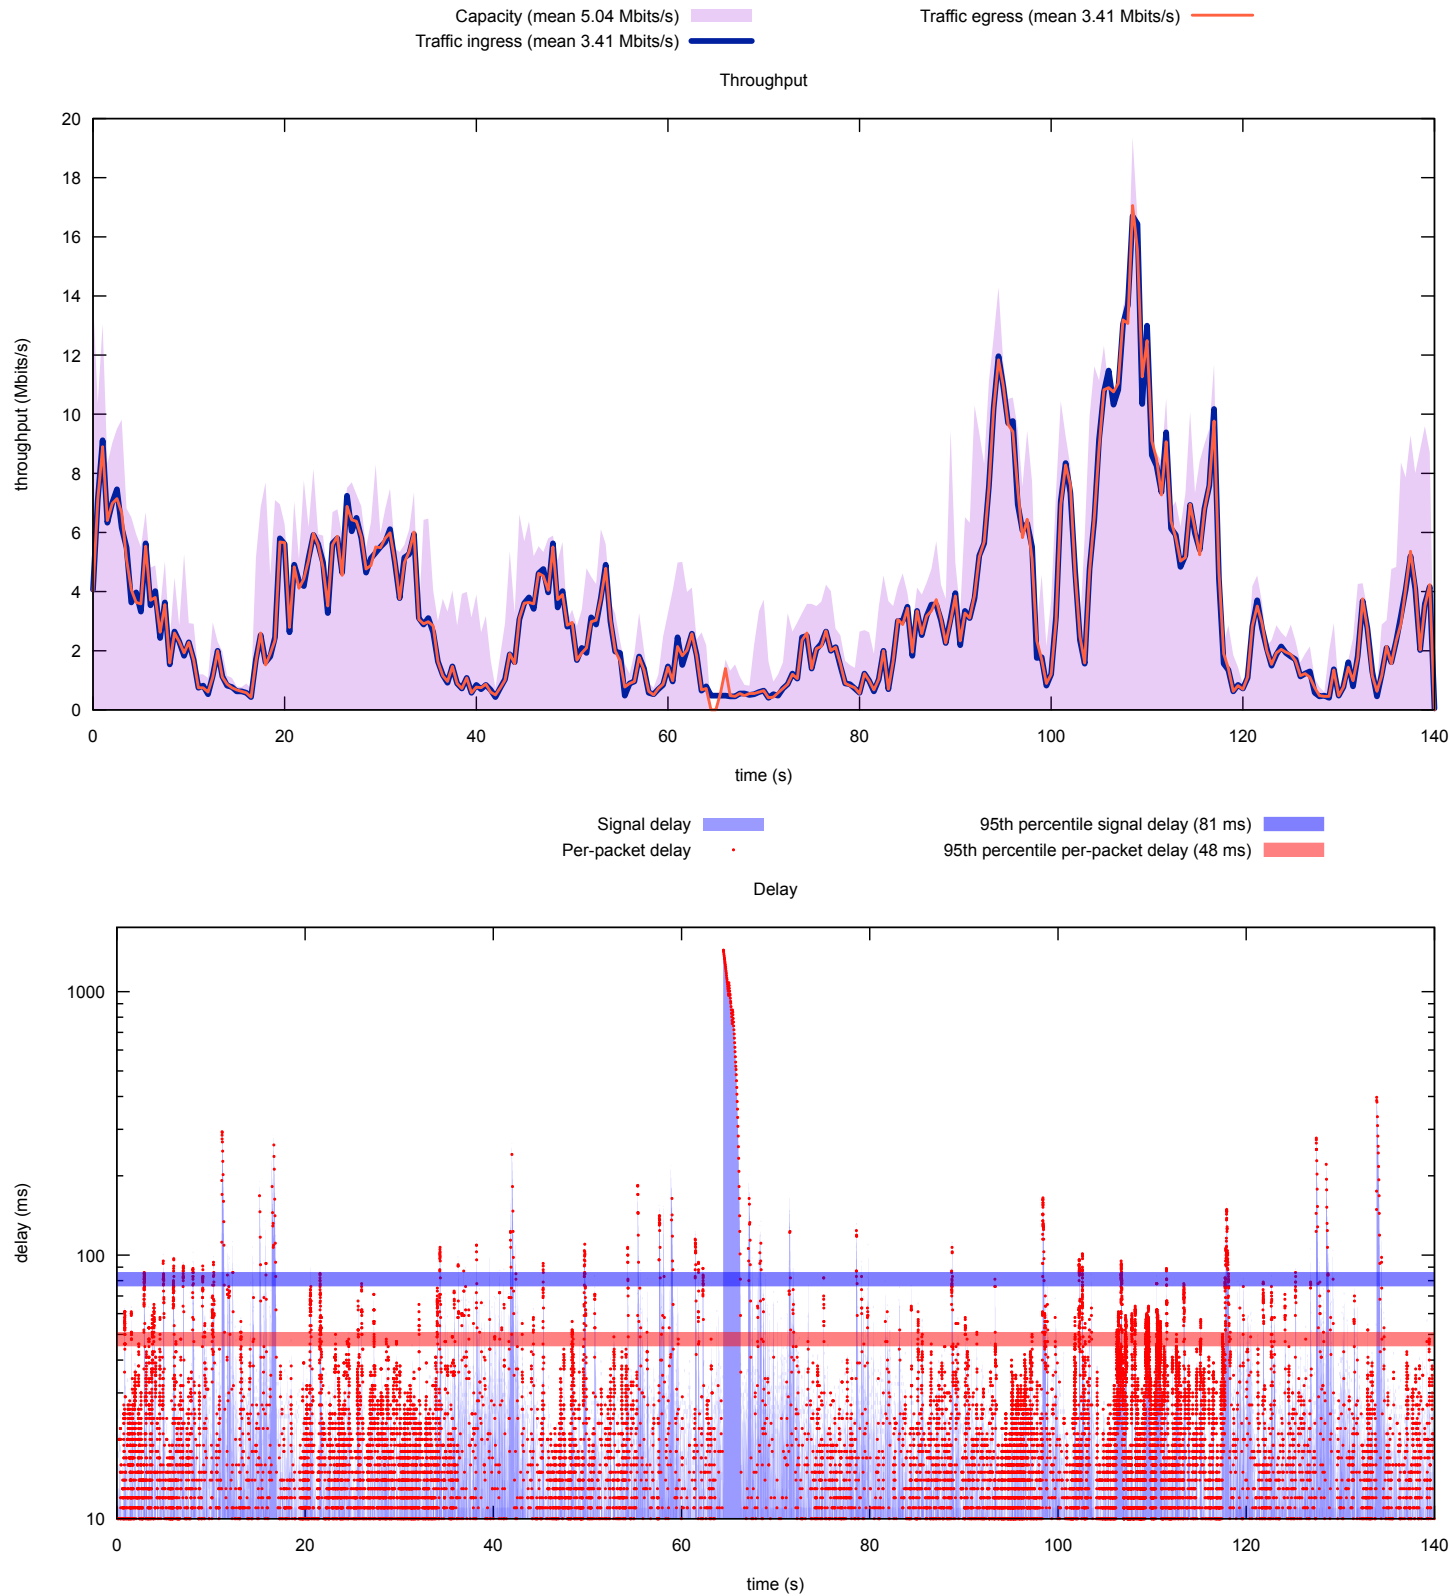 Capacity (mean 5.04 Mbits/s) Traffic egress (mean 3.41 Mbits/s)
Traffic ingress (mean 3.41 Mbits/s)
Throughput
20
18
16
14
12
10
8
6
4
2
0
throughput (Mbits/s)
0 20 40 60 80 100 120 140
time (s)
Signal delay 95th percentile signal delay (81 ms)
Per-packet delay 95th percentile per-packet delay (48 ms)
Delay
1000
100
10
delay (ms)
0 20 40 60 80 100 120 140
time (s)